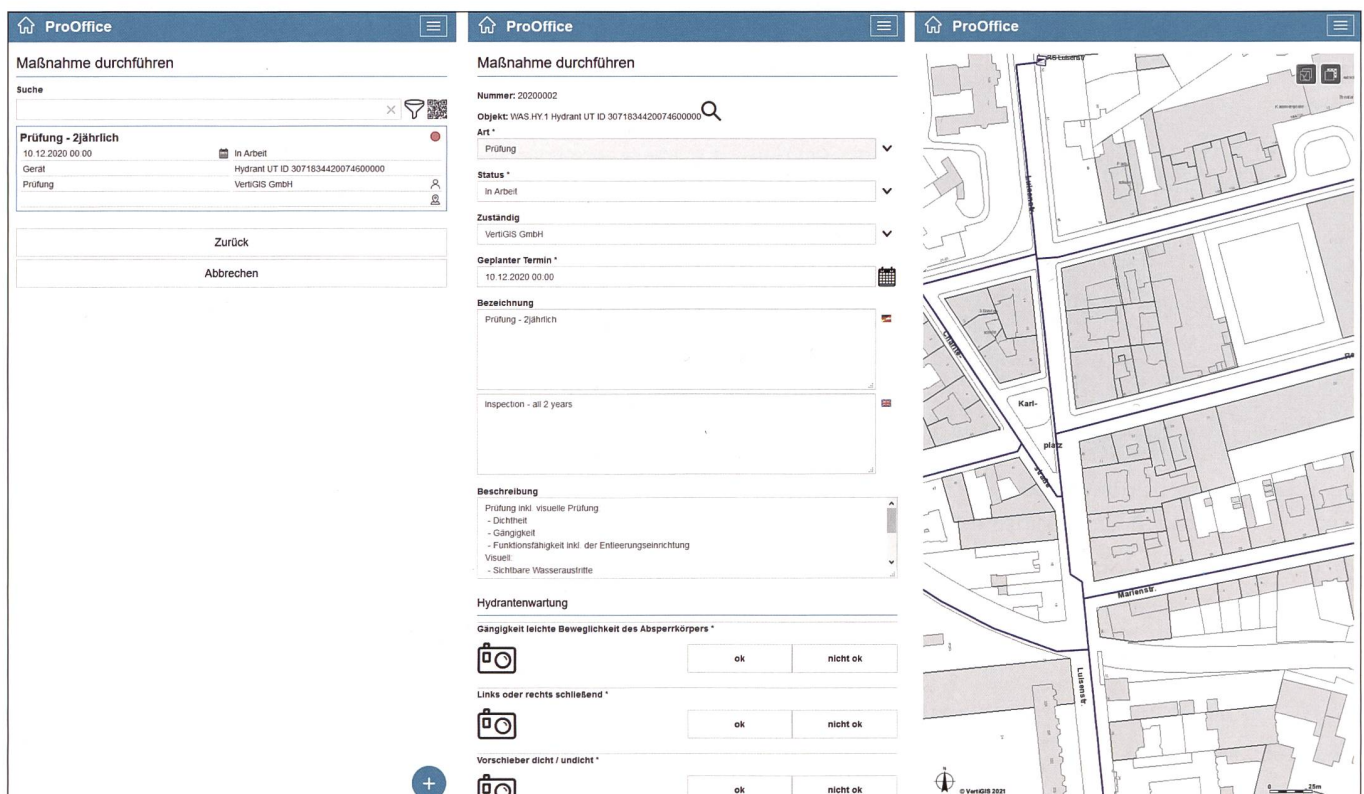 ProOffice
Maßnahme durchführen
Suche
Prüfung - 2jährlich
10.12.2020 00:00 In Arbeit
Gerät Hydrant UT ID 3071834420074600000
Prüfung VertiGIS GmbH
Zurück
Abbrechen
+
ProOffice
Maßnahme durchführen
Nummer: 20200002
Objekt: WAS.HY.1 Hydrant UT ID 3071834420074600000
Art *
Prüfung
Status *
In Arbeit
Zuständig
VertiGIS GmbH
Geplanter Termin *
10.12.2020 00:00
Bezeichnung
Prüfung - 2jährlich
Inspection - all 2 years
Beschreibung
Prüfung inkl. visuelle Prüfung
- Dichtheit
- Gängigkeit
- Funktionsfähigkeit inkl. der Entleerungseinrichtung
Visuell:
- Sichtbare Wasseraustritte
Hydrantenwartung
Gängigkeit leichte Beweglichkeit des Absperrkörpers *
ok nicht ok
Links oder rechts schließend *
ok nicht ok
Vorschieber dicht / undicht *
ok nicht ok
ProOffice
Luisenstr.
Charité-
Karl-
platz
straße
Marienstr.
Luisenstr.
N
© VertiGIS 2021
0 25m